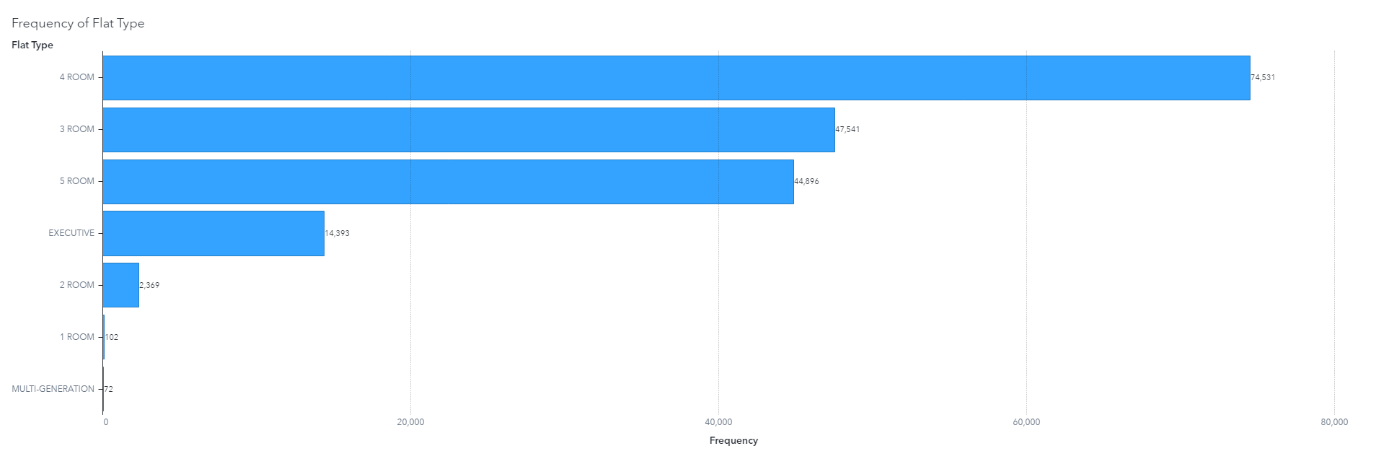 Frequency of Flat Type
Flat Type
4 ROOM 74,531
3 ROOM 47,541
5 ROOM 44,896
EXECUTIVE 14,393
2 ROOM 2,369
1 ROOM 102
MULTI-GENERATION 72
0 20,000 40,000 60,000 80,000
Frequency